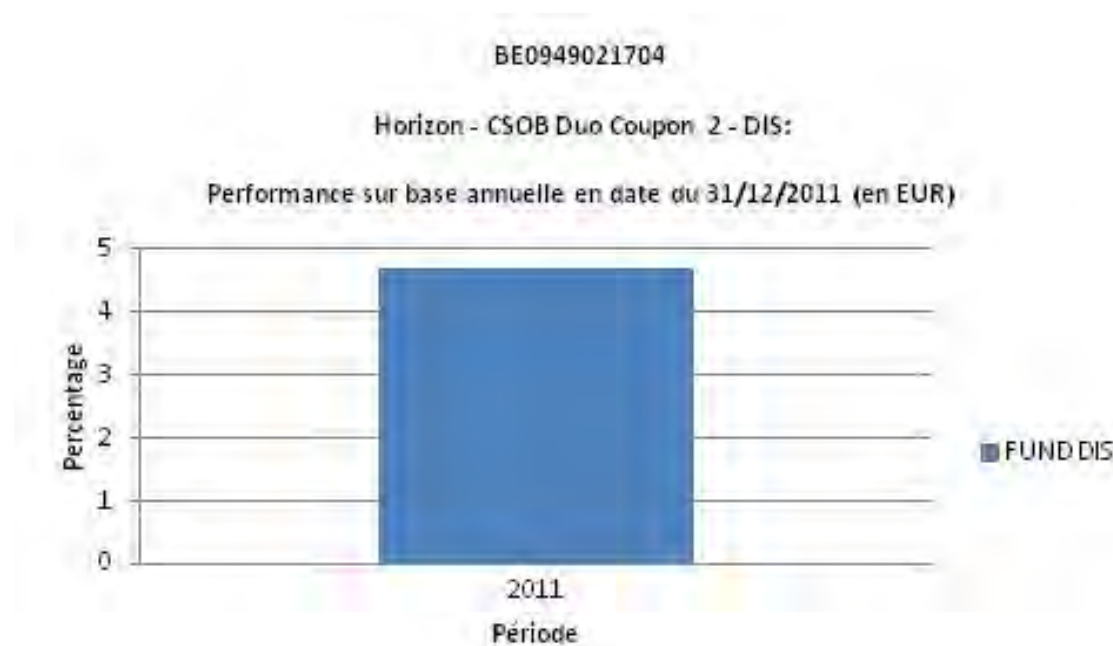 BE0949021704
Horizon - CSOB Duo Coupon 2 - DIS:
Performance sur base annuelle en date du 31/12/2011 (en EUR)
5
4
3
2
1
0
Percentage
2011
Période
FUND DIS